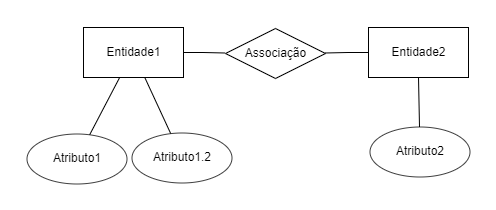 Entidade1
Associação
Entidade2
Atributo1
Atributo1.2
Atributo2